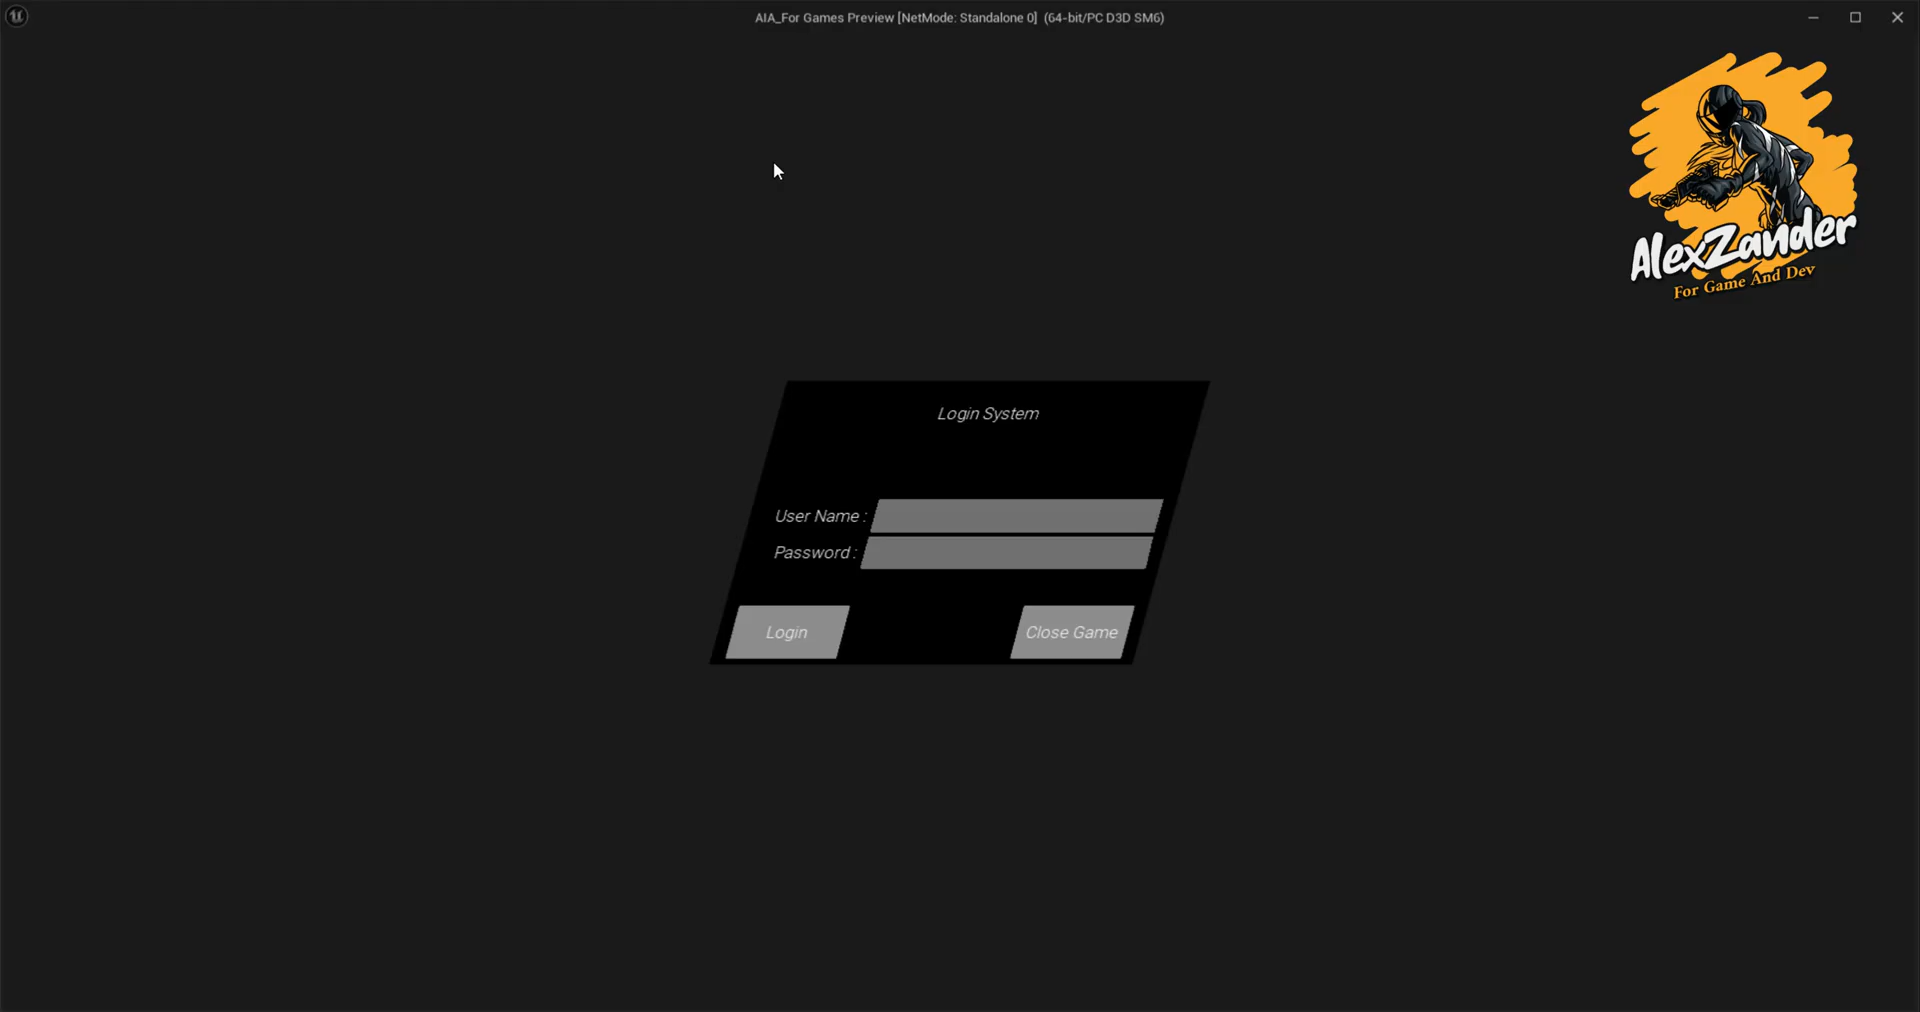 AIA_For Games Preview [NetMode: Standalone 0] (64-bit/PC D3D SM6)
AlexZander
For Game And Dev
Login System
User Name :
Password :
Login
Close Game